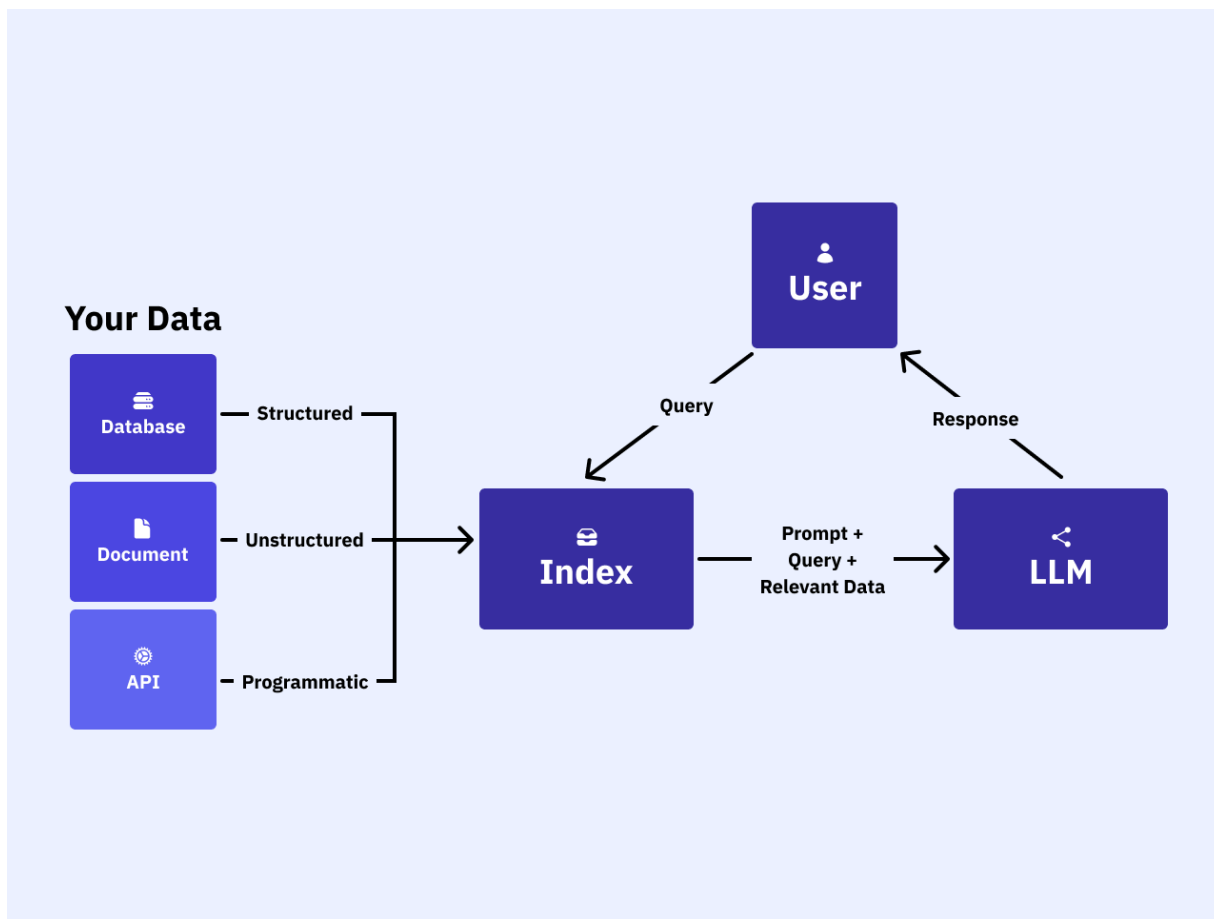 User
Your Data
Database
Structured
Query
Response
Document
Unstructured
Index
Prompt +
Query +
Relevant Data
LLM
API
Programmatic